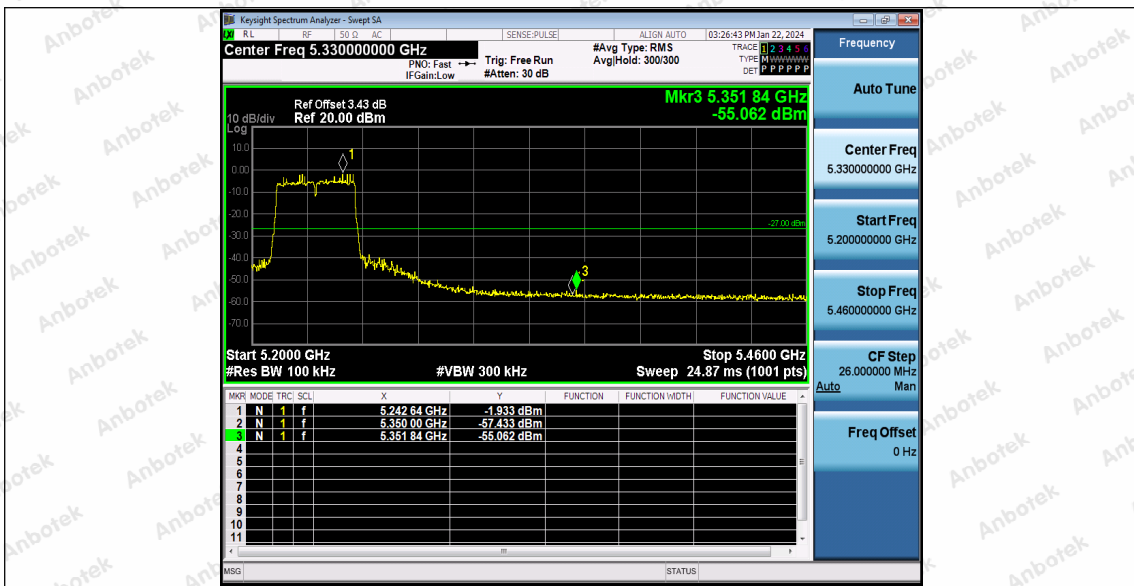 Keysight Spectrum Analyzer - Swept SA
LXI RL RF 50 Ω AC SENSE:PULSE ALIGN AUTO 03:26:43 PM Jan 22, 2024
Center Freq 5.330000000 GHz
PNO: Fast
IFGain:Low
Trig: Free Run
#Atten: 30 dB
#Avg Type: RMS
Avg|Hold: 300/300
TRACE 1 2 3 4 5 6
TYPE M W W W W W
DET P P P P P P
Frequency
Auto Tune
Center Freq
5.330000000 GHz
Start Freq
5.200000000 GHz
Stop Freq
5.460000000 GHz
CF Step
26.000000 MHz
Auto Man
Freq Offset
0 Hz
Mkr3 5.351 84 GHz
-55.062 dBm
Ref Offset 3.43 dB
10 dB/div Ref 20.00 dBm
Log
10.0
0.00
-10.0
-20.0
-30.0
-40.0
-50.0
-60.0
-70.0
1
3
-27.00 dBm
Start 5.2000 GHz Stop 5.4600 GHz
#Res BW 100 kHz #VBW 300 kHz Sweep 24.87 ms (1001 pts)
MKR MODE TRC SCL X Y FUNCTION FUNCTION WIDTH FUNCTION VALUE
1 N 1 f 5.242 64 GHz -1.933 dBm
2 N 1 f 5.350 00 GHz -57.433 dBm
3 N 1 f 5.351 84 GHz -55.062 dBm
4
5
6
7
8
9
10
11
MSG STATUS
Anbotek